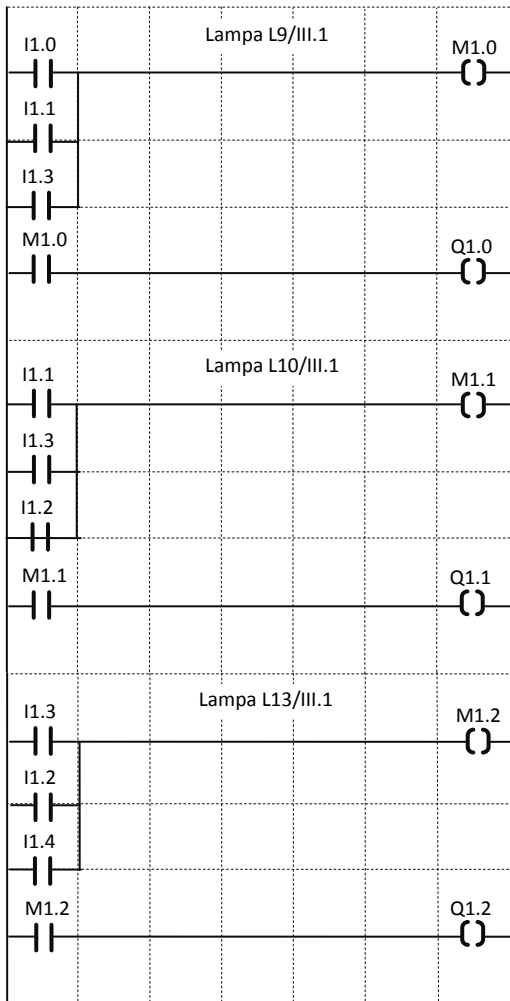 Lampa L9/III.1
I1.0
M1.0
I1.1
I1.3
M1.0
Q1.0
Lampa L10/III.1
I1.1
M1.1
I1.3
I1.2
M1.1
Q1.1
Lampa L13/III.1
I1.3
M1.2
I1.2
I1.4
M1.2
Q1.2